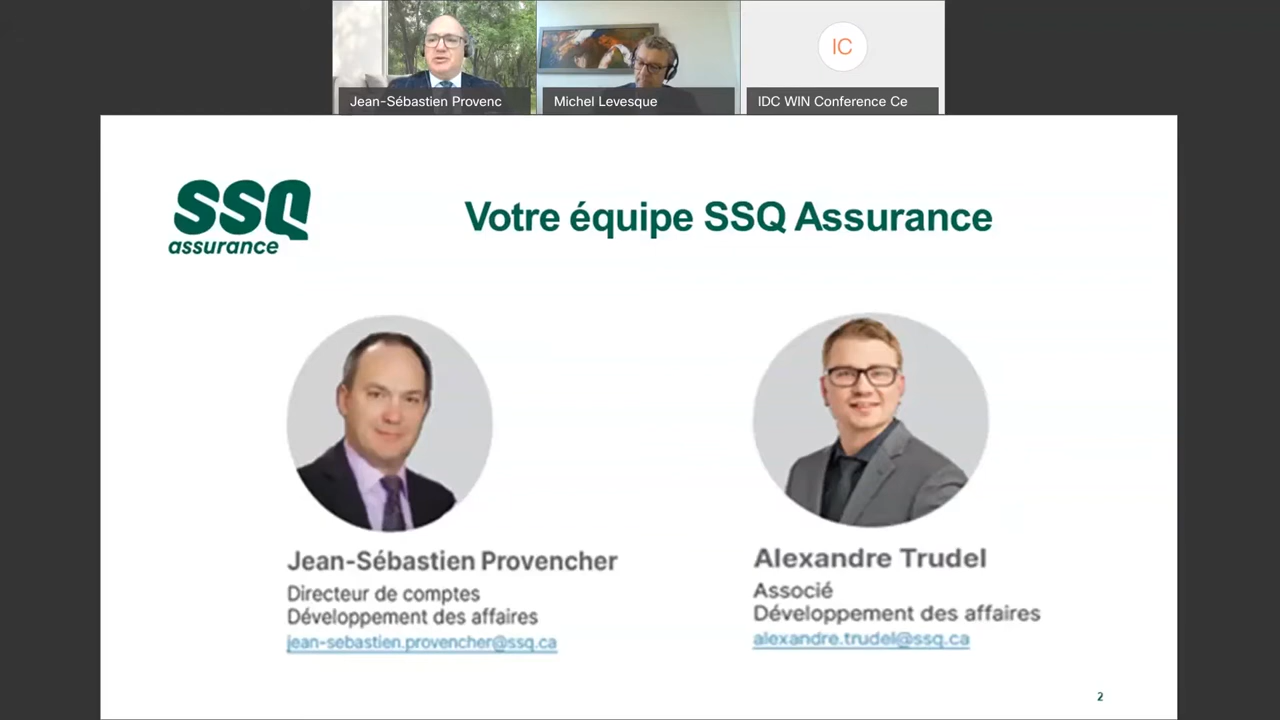 Jean-Sébastien Provenc
Michel Levesque
IC
IDC WIN Conference Ce
SSQ
assurance
Votre équipe SSQ Assurance
Jean-Sébastien Provencher
Directeur de comptes
Développement des affaires
jean-sebastien.provencher@ssq.ca
Alexandre Trudel
Associé
Développement des affaires
alexandre.trudel@ssq.ca
2